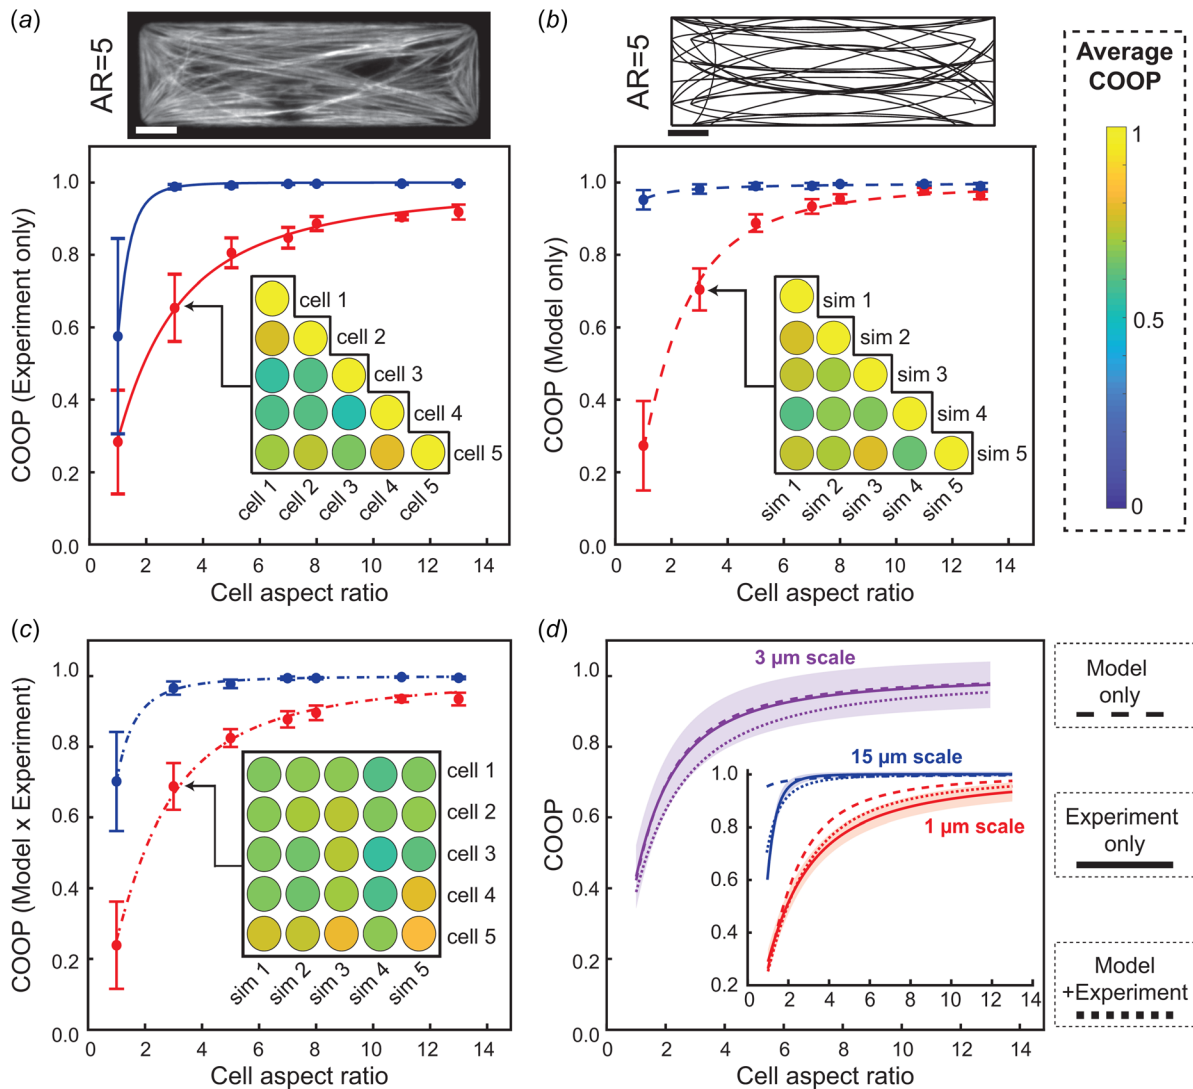 (a)
AR=5
COOP (Experiment only)
1.0
0.8
0.6
0.4
0.2
0.0
0 2 4 6 8 10 12 14
Cell aspect ratio
cell 1
cell 2
cell 3
cell 4
cell 5
cell 1 cell 2 cell 3 cell 4 cell 5
(b)
AR=5
COOP (Model only)
1.0
0.8
0.6
0.4
0.2
0.0
0 2 4 6 8 10 12 14
Cell aspect ratio
sim 1
sim 2
sim 3
sim 4
sim 5
sim 1 sim 2 sim 3 sim 4 sim 5
Average
COOP
1
0.5
0
(c)
COOP (Model x Experiment)
1.0
0.8
0.6
0.4
0.2
0.0
0 2 4 6 8 10 12 14
Cell aspect ratio
cell 1
cell 2
cell 3
cell 4
cell 5
sim 1 sim 2 sim 3 sim 4 sim 5
(d)
COOP
1.0
0.8
0.6
0.4
0.2
0.0
0 2 4 6 8 10 12 14
Cell aspect ratio
3 µm scale
15 µm scale
1 µm scale
1.0
0.8
0.6
0.4
0.2
0 2 4 6 8 10 12 14
Model
only
Experiment
only
Model
+Experiment